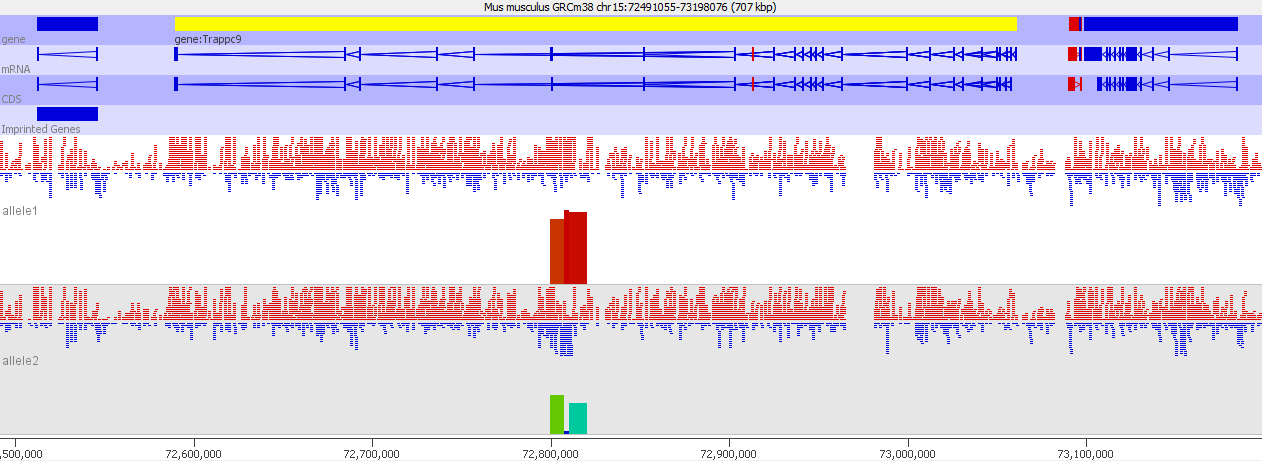 Mus musculus GRCm38 chr15:72491055-73198076 (707 kbp)
gene
gene:Trappc9
mRNA
CDS
Imprinted Genes
allele1
allele2
,500,000 72,600,000 72,700,000 72,800,000 72,900,000 73,000,000 73,100,000